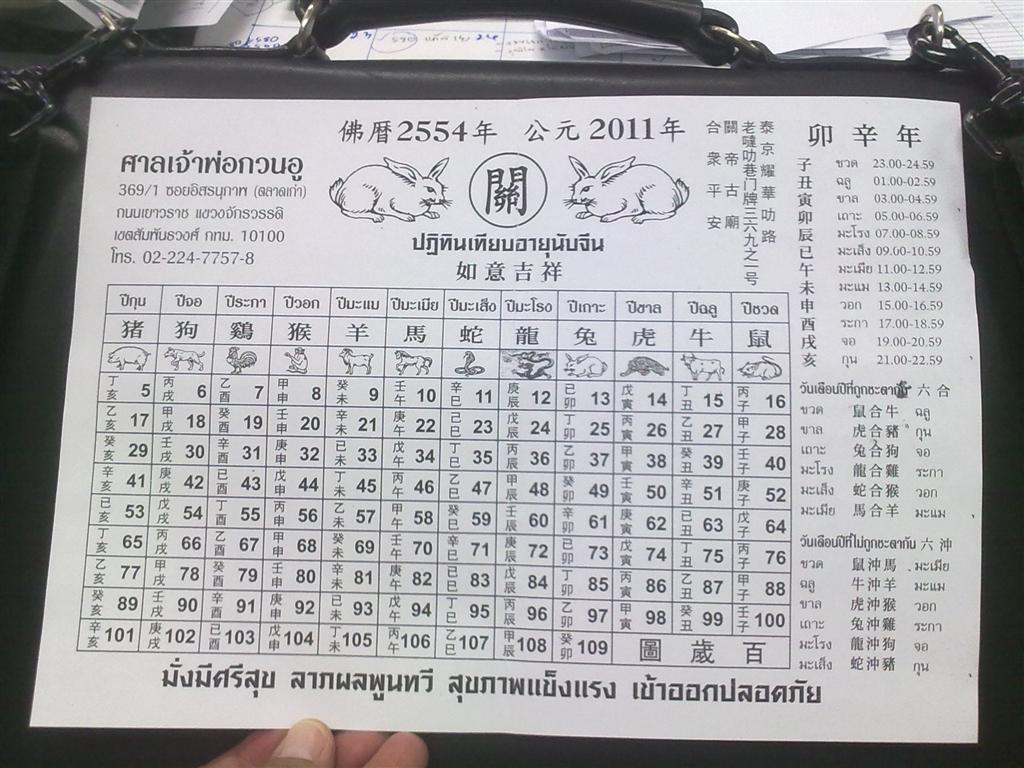 佛曆2554年 公元2011年
ศาลเจ้าพ่อกวนอู
369/1 ซอยอิสรนุภาพ (ตลาดเก่า)
ถนนเยาวราช แขวงจักรวรรดิ
เขตสัมพันธวงศ์ กทม. 10100
โทร. 02-224-7757-8
關
ปฏิทินเทียบอายุนับจีน
如意吉祥
泰京耀華叻路
老噠叻巷门牌三六九之一号
關帝古廟
合衆平安
卯辛年
子 ชวด 23.00-24.59
丑 ฉลู 01.00-02.59
寅 ขาล 03.00-04.59
卯 เถาะ 05.00-06.59
辰 มะโรง 07.00-08.59
巳 มะเส็ง 09.00-10.59
午 มะเมีย 11.00-12.59
未 มะแม 13.00-14.59
申 วอก 15.00-16.59
酉 ระกา 17.00-18.59
戌 จอ 19.00-20.59
亥 กุน 21.00-22.59
ปีกุน ปีจอ ปีระกา ปีวอก ปีมะแม ปีมะเมีย ปีมะเส็ง ปีมะโรง ปีเถาะ ปีขาล ปีฉลู ปีชวด
猪 狗 鷄 猴 羊 馬 蛇 龍 兔 虎 牛 鼠
丁亥 5 丙戌 6 乙酉 7 甲申 8 癸未 9 壬午 10 辛巳 11 庚辰 12 己卯 13 戊寅 14 丁丑 15 丙子 16
乙亥 17 甲戌 18 癸酉 19 壬申 20 辛未 21 庚午 22 己巳 23 戊辰 24 丁卯 25 丙寅 26 乙丑 27 甲子 28
癸亥 29 壬戌 30 辛酉 31 庚申 32 己未 33 戊午 34 丁巳 35 丙辰 36 乙卯 37 甲寅 38 癸丑 39 壬子 40
辛亥 41 庚戌 42 己酉 43 戊申 44 丁未 45 丙午 46 乙巳 47 甲辰 48 癸卯 49 壬寅 50 辛丑 51 庚子 52
己亥 53 戊戌 54 丁酉 55 丙申 56 乙未 57 甲午 58 癸巳 59 壬辰 60 辛卯 61 庚寅 62 己丑 63 戊子 64
丁亥 65 丙戌 66 乙酉 67 甲申 68 癸未 69 壬午 70 辛巳 71 庚辰 72 己卯 73 戊寅 74 丁丑 75 丙子 76
乙亥 77 甲戌 78 癸酉 79 壬申 80 辛未 81 庚午 82 己巳 83 戊辰 84 丁卯 85 丙寅 86 乙丑 87 甲子 88
癸亥 89 壬戌 90 辛酉 91 庚申 92 己未 93 戊午 94 丁巳 95 丙辰 96 乙卯 97 甲寅 98 癸丑 99 壬子 100
辛亥 101 庚戌 102 己酉 103 戊申 104 丁未 105 丙午 106 乙巳 107 甲辰 108 癸卯 109 圖歲百
วันเดือนปีที่ถูกชะตากัน 六合
ชวด 鼠合牛 ฉลู
ขาล 虎合豬 กุน
เถาะ 兔合狗 จอ
มะโรง 龍合雞 ระกา
มะเส็ง 蛇合猴 วอก
มะเมีย 馬合羊 มะแม
วันเดือนปีที่ไม่ถูกชะตากัน 六沖
ชวด 鼠沖馬 มะเมีย
ฉลู 牛沖羊 มะแม
ขาล 虎沖猴 วอก
เถาะ 兔沖雞 ระกา
มะโรง 龍沖狗 จอ
มะเส็ง 蛇沖豬 กุน
มั่งมีศรีสุข ลาภผลพูนทวี สุขภาพแข็งแรง เข้าออกปลอดภัย